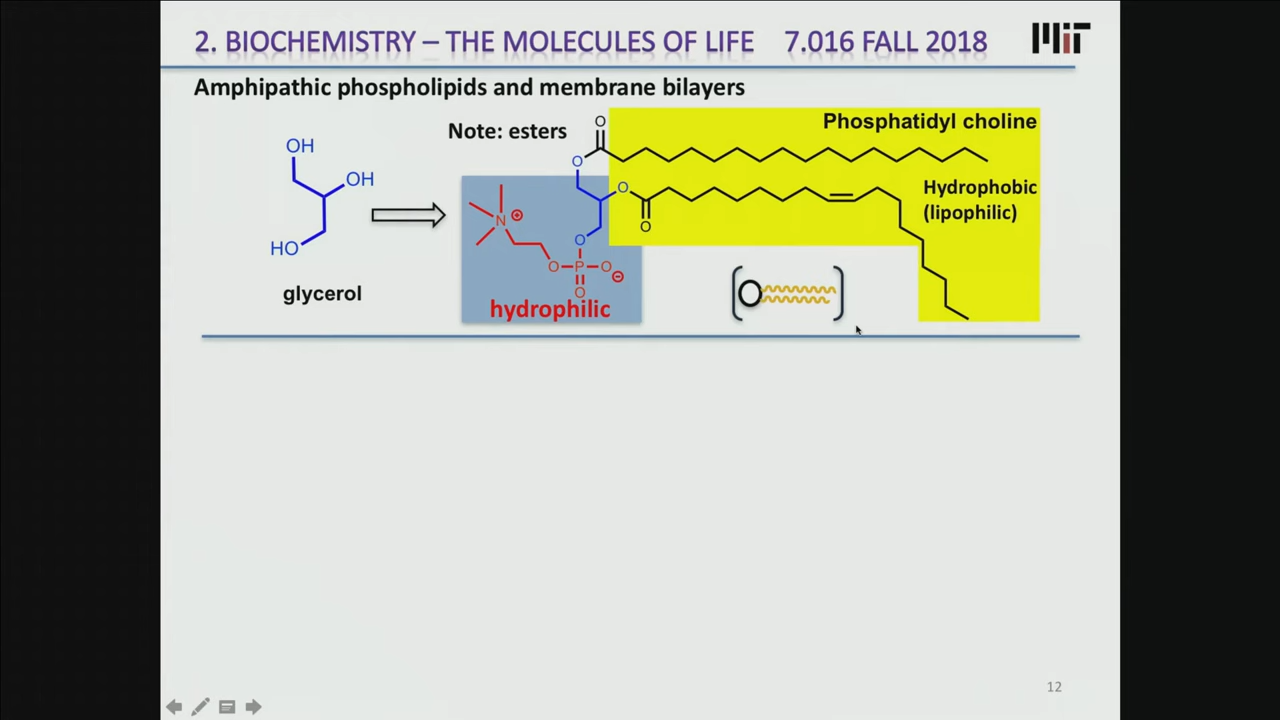 2. BIOCHEMISTRY – THE MOLECULES OF LIFE 7.016 FALL 2018
MIT
Amphipathic phospholipids and membrane bilayers
Note: esters
Phosphatidyl choline
Hydrophobic
(lipophilic)
OH
OH
HO
glycerol
O
O
O
O
N
+
O
O
P
O
−
O
hydrophilic
12